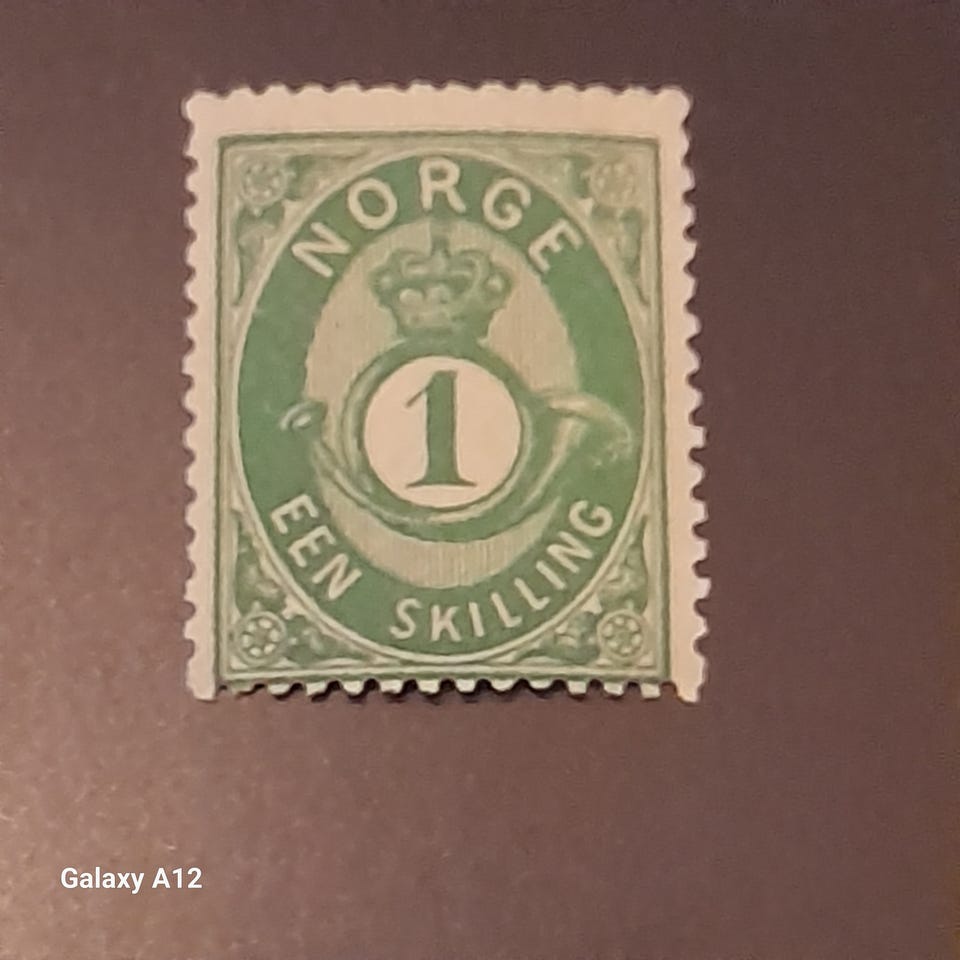 NORGE
1
EEN SKILLING
Galaxy A12